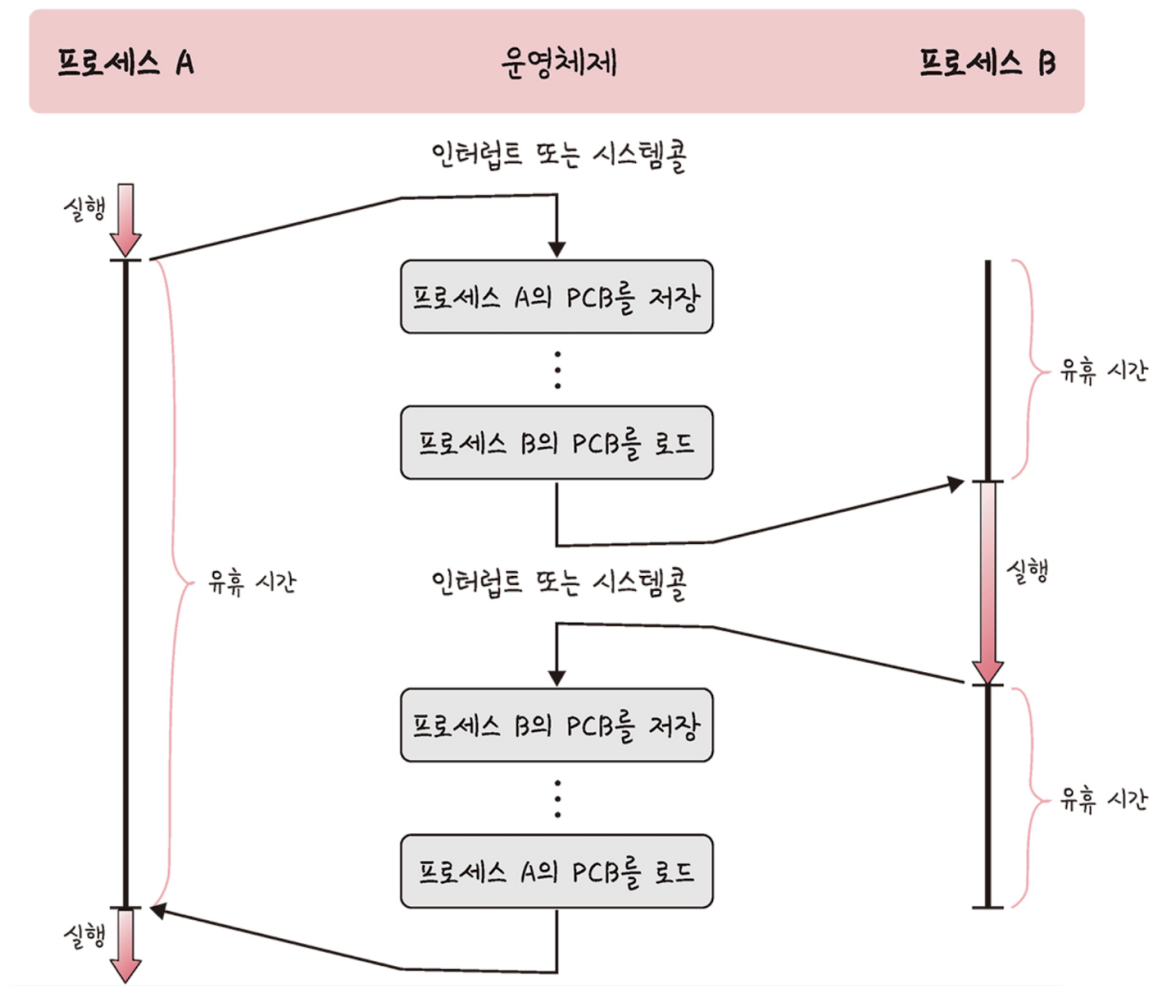 프로세스 A
운영체제
프로세스 B
인터럽트 또는 시스템콜
실행
프로세스 A의 PCB를 저장
유휴 시간
프로세스 B의 PCB를 로드
실행
유휴 시간
인터럽트 또는 시스템콜
프로세스 B의 PCB를 저장
유휴 시간
프로세스 A의 PCB를 로드
실행